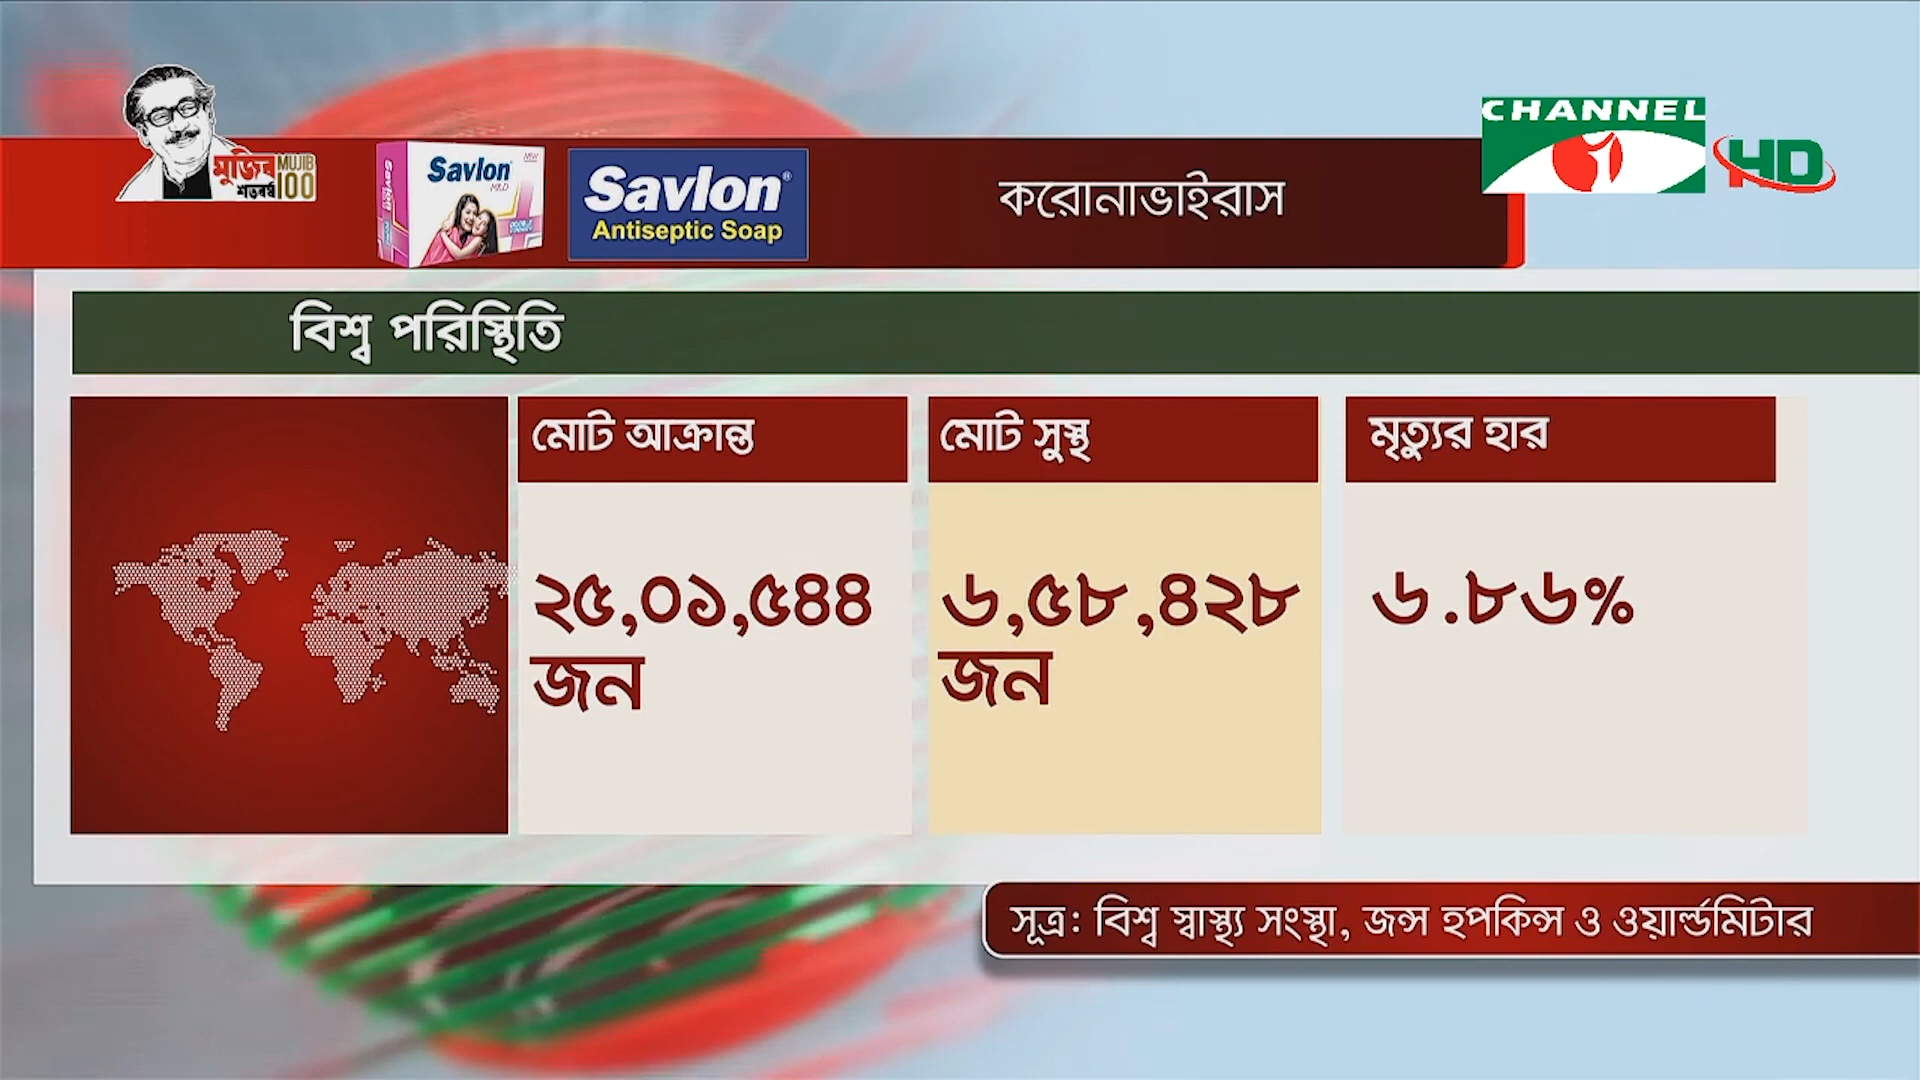 মুজিব
শতবর্ষ
MUJIB
100
Savlon
MILD
Savlon®
Antiseptic Soap
করোনাভাইরাস
CHANNEL
HD
বিশ্ব পরিস্থিতি
মোট আক্রান্ত
২৫,০১,৫৪৪
জন
মোট সুস্থ
৬,৫৮,৪২৮
জন
মৃত্যুর হার
৬.৮৬%
সূত্র: বিশ্ব স্বাস্থ্য সংস্থা, জন্স হপকিন্স ও ওয়ার্ল্ডমিটার